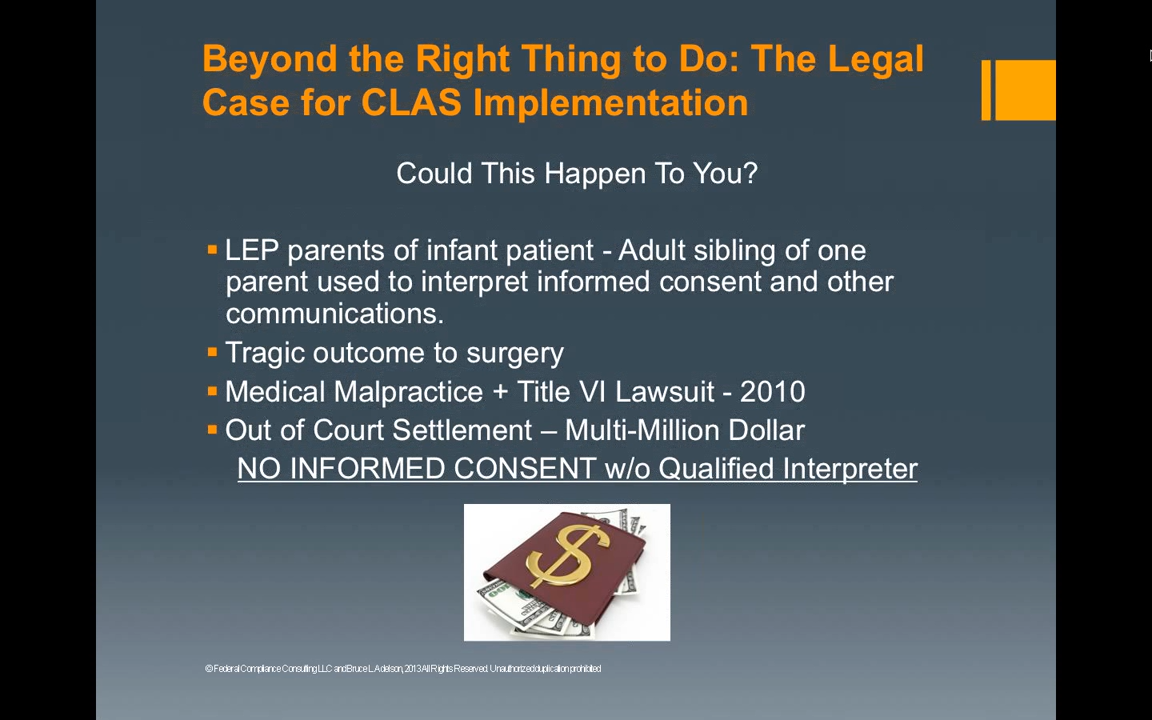 Beyond the Right Thing to Do: The Legal
Case for CLAS Implementation
Could This Happen To You?
LEP parents of infant patient - Adult sibling of one
parent used to interpret informed consent and other
communications.
Tragic outcome to surgery
Medical Malpractice + Title VI Lawsuit - 2010
Out of Court Settlement – Multi-Million Dollar
NO INFORMED CONSENT w/o Qualified Interpreter
$
© Federal Compliance Consulting LLC and Bruce L. Adelson, 2013 All Rights Reserved. Unauthorized duplication prohibited